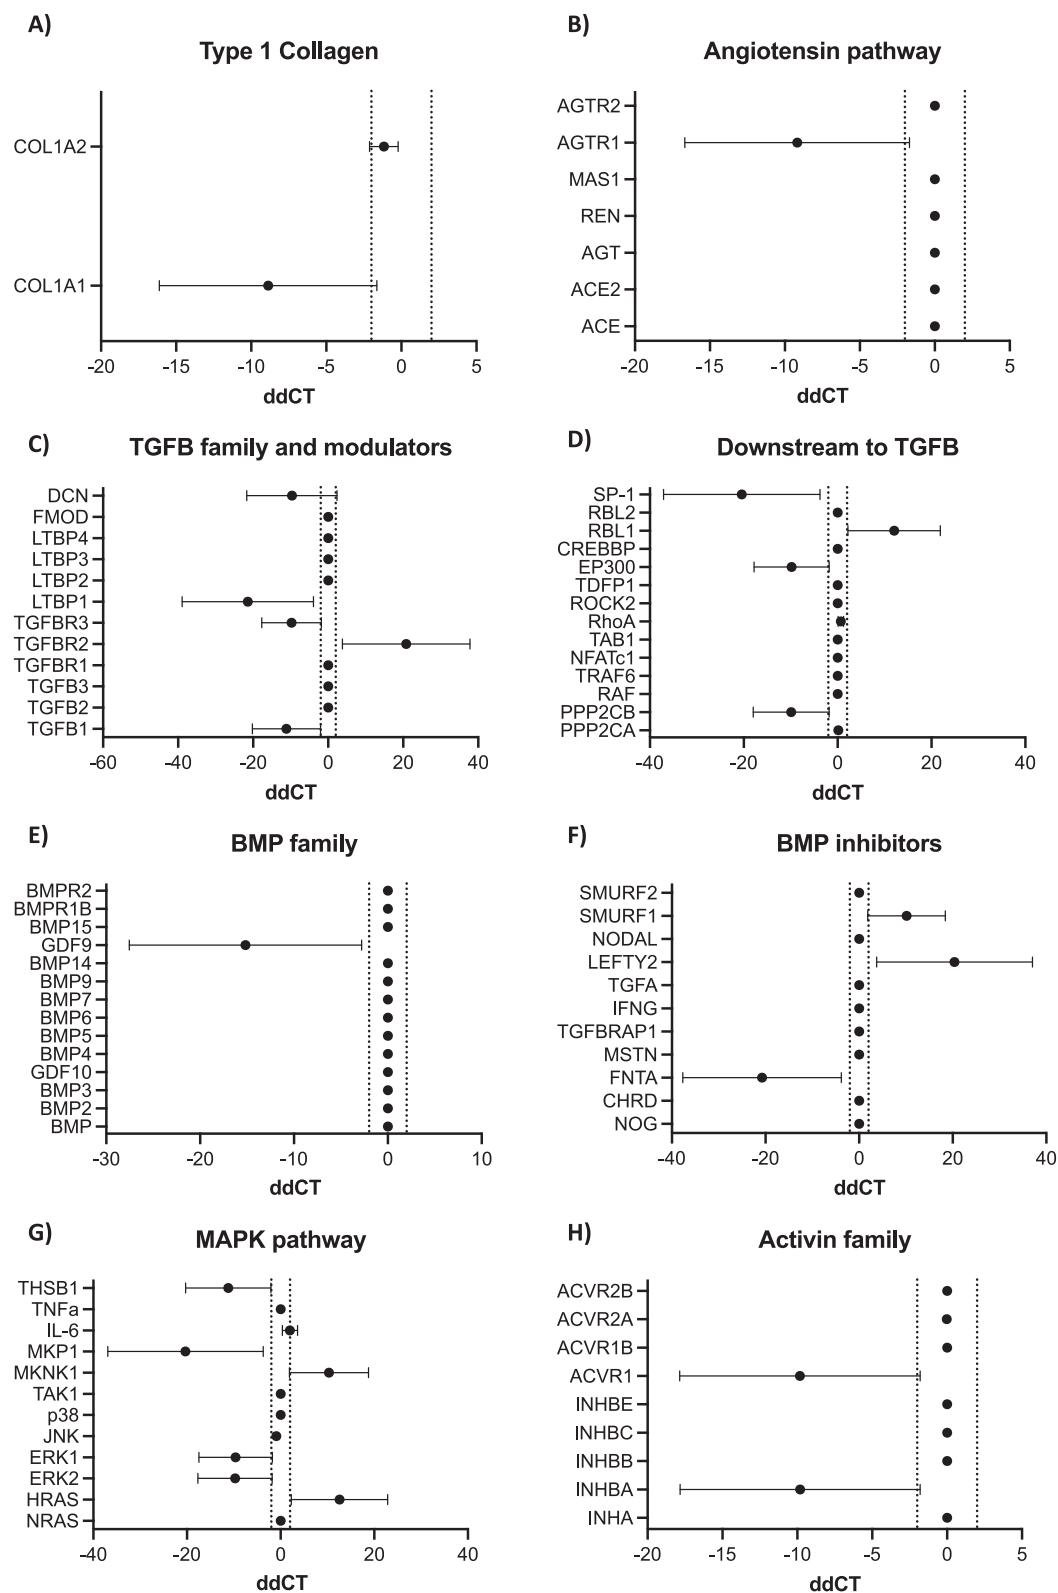 A)
Type 1 Collagen
COL1A2
COL1A1
-20 -15 -10 -5 0 5
ddCT
B)
Angiotensin pathway
AGTR2
AGTR1
MAS1
REN
AGT
ACE2
ACE
-20 -15 -10 -5 0 5
ddCT
C)
TGFB family and modulators
DCN
FMOD
LTBP4
LTBP3
LTBP2
LTBP1
TGFBR3
TGFBR2
TGFBR1
TGFB3
TGFB2
TGFB1
-60 -40 -20 0 20 40
ddCT
D)
Downstream to TGFB
SP-1
RBL2
RBL1
CREBBP
EP300
TDFP1
ROCK2
RhoA
TAB1
NFATc1
TRAF6
RAF
PPP2CB
PPP2CA
-40 -20 0 20 40
ddCT
E)
BMP family
BMPR2
BMPR1B
BMP15
GDF9
BMP14
BMP9
BMP7
BMP6
BMP5
BMP4
GDF10
BMP3
BMP2
BMP
-30 -20 -10 0 10
ddCT
F)
BMP inhibitors
SMURF2
SMURF1
NODAL
LEFTY2
TGFA
IFNG
TGFBRAP1
MSTN
FNTA
CHRD
NOG
-40 -20 0 20 40
ddCT
G)
MAPK pathway
THSB1
TNFa
IL-6
MKP1
MKNK1
TAK1
p38
JNK
ERK1
ERK2
HRAS
NRAS
-40 -20 0 20 40
ddCT
H)
Activin family
ACVR2B
ACVR2A
ACVR1B
ACVR1
INHBE
INHBC
INHBB
INHBA
INHA
-20 -15 -10 -5 0 5
ddCT